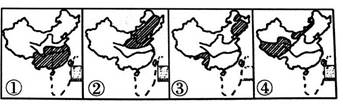 ① ② ③ ④